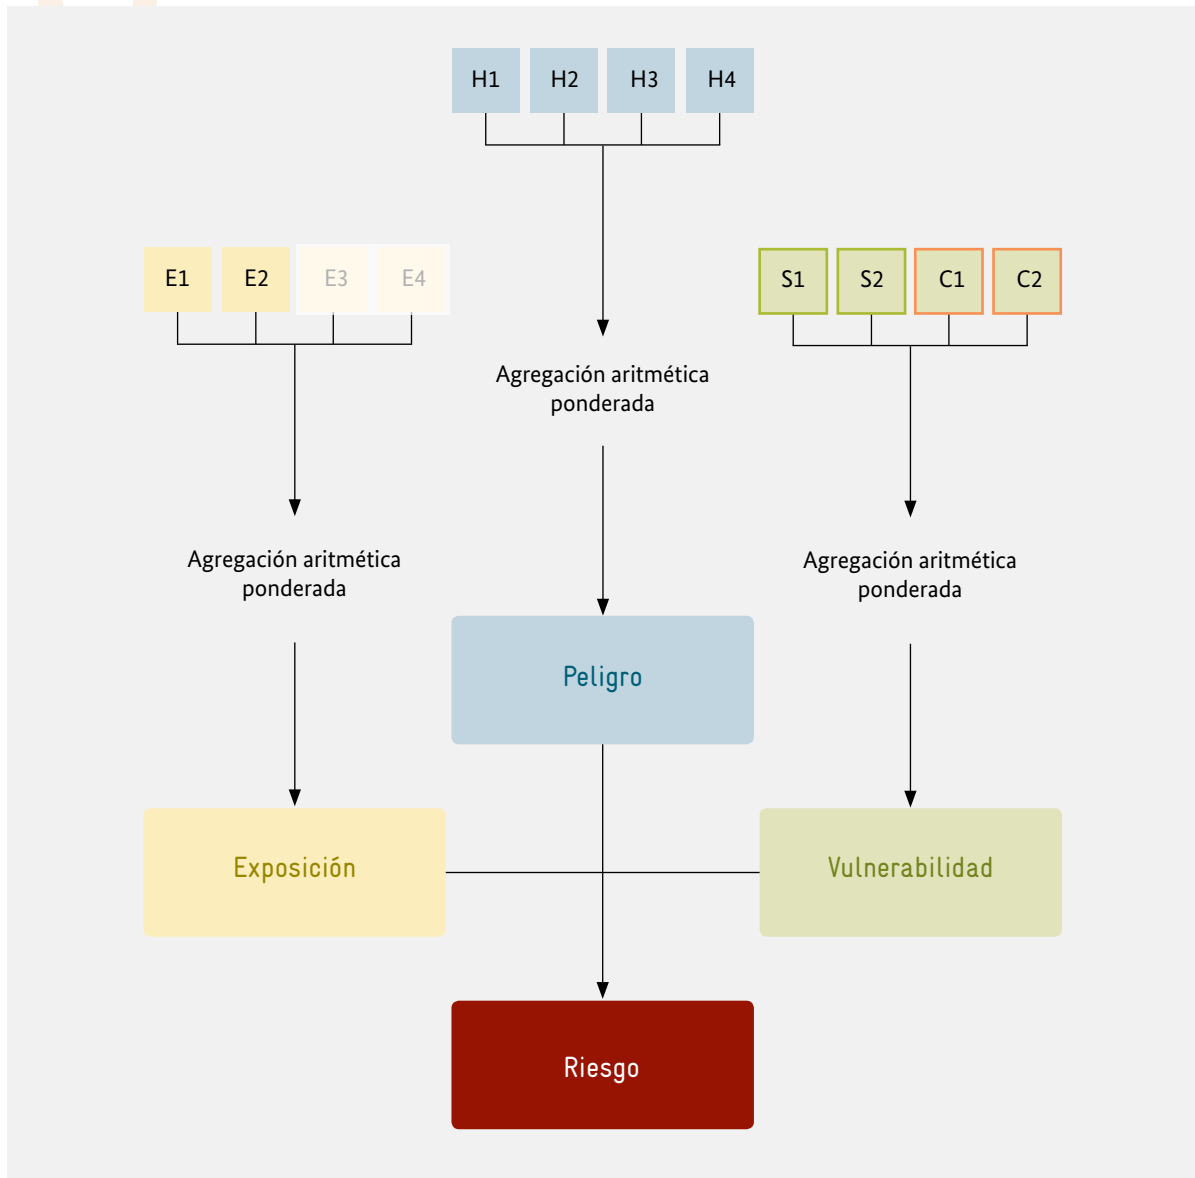 H1 H2 H3 H4
E1 E2 E3 E4
S1 S2 C1 C2
Agregación aritmética
ponderada
Agregación aritmética
ponderada
Agregación aritmética
ponderada
Peligro
Exposición
Vulnerabilidad
Riesgo